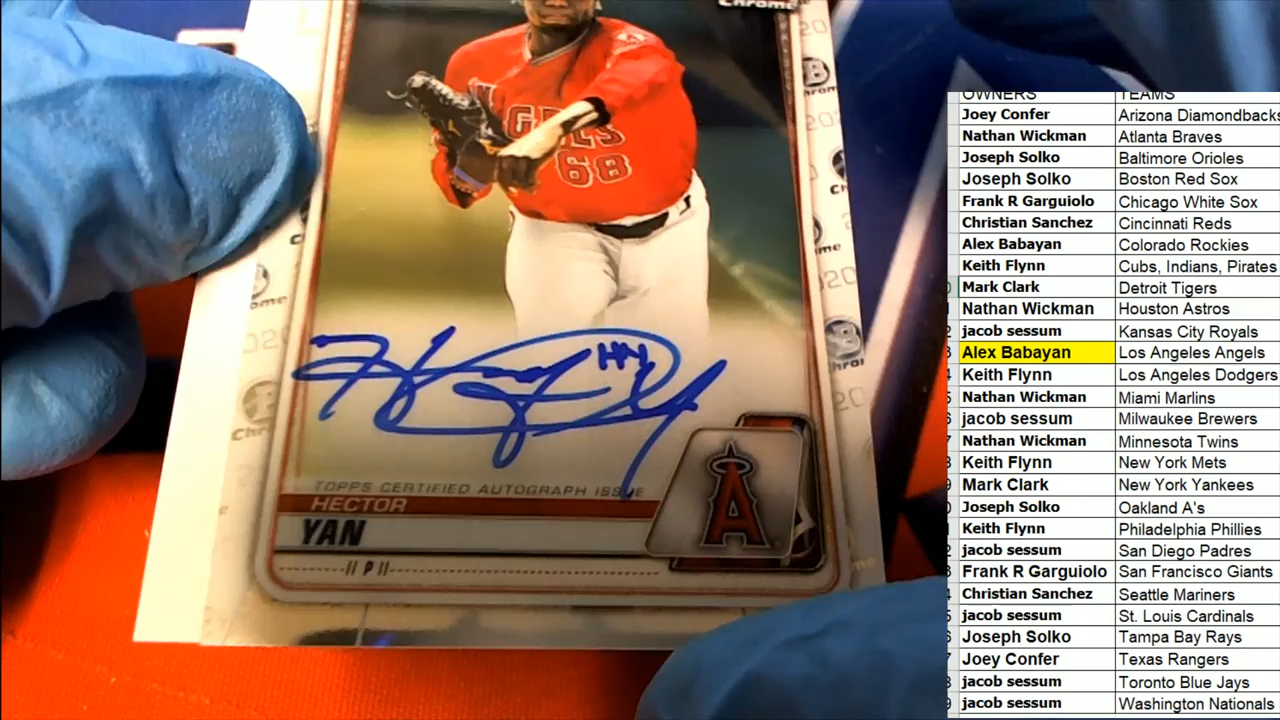 Chrome
ANGELS
68
TOPPS CERTIFIED AUTOGRAPH ISSUE
HECTOR
YAN
P
A
OWNERS TEAMS
Joey Confer Arizona Diamondbacks
Nathan Wickman Atlanta Braves
Joseph Solko Baltimore Orioles
Joseph Solko Boston Red Sox
Frank R Garguiolo Chicago White Sox
Christian Sanchez Cincinnati Reds
Alex Babayan Colorado Rockies
Keith Flynn Cubs, Indians, Pirates
Mark Clark Detroit Tigers
Nathan Wickman Houston Astros
jacob sessum Kansas City Royals
Alex Babayan Los Angeles Angels
Keith Flynn Los Angeles Dodgers
Nathan Wickman Miami Marlins
jacob sessum Milwaukee Brewers
Nathan Wickman Minnesota Twins
Keith Flynn New York Mets
Mark Clark New York Yankees
Joseph Solko Oakland A's
Keith Flynn Philadelphia Phillies
jacob sessum San Diego Padres
Frank R Garguiolo San Francisco Giants
Christian Sanchez Seattle Mariners
jacob sessum St. Louis Cardinals
Joseph Solko Tampa Bay Rays
Joey Confer Texas Rangers
jacob sessum Toronto Blue Jays
jacob sessum Washington Nationals